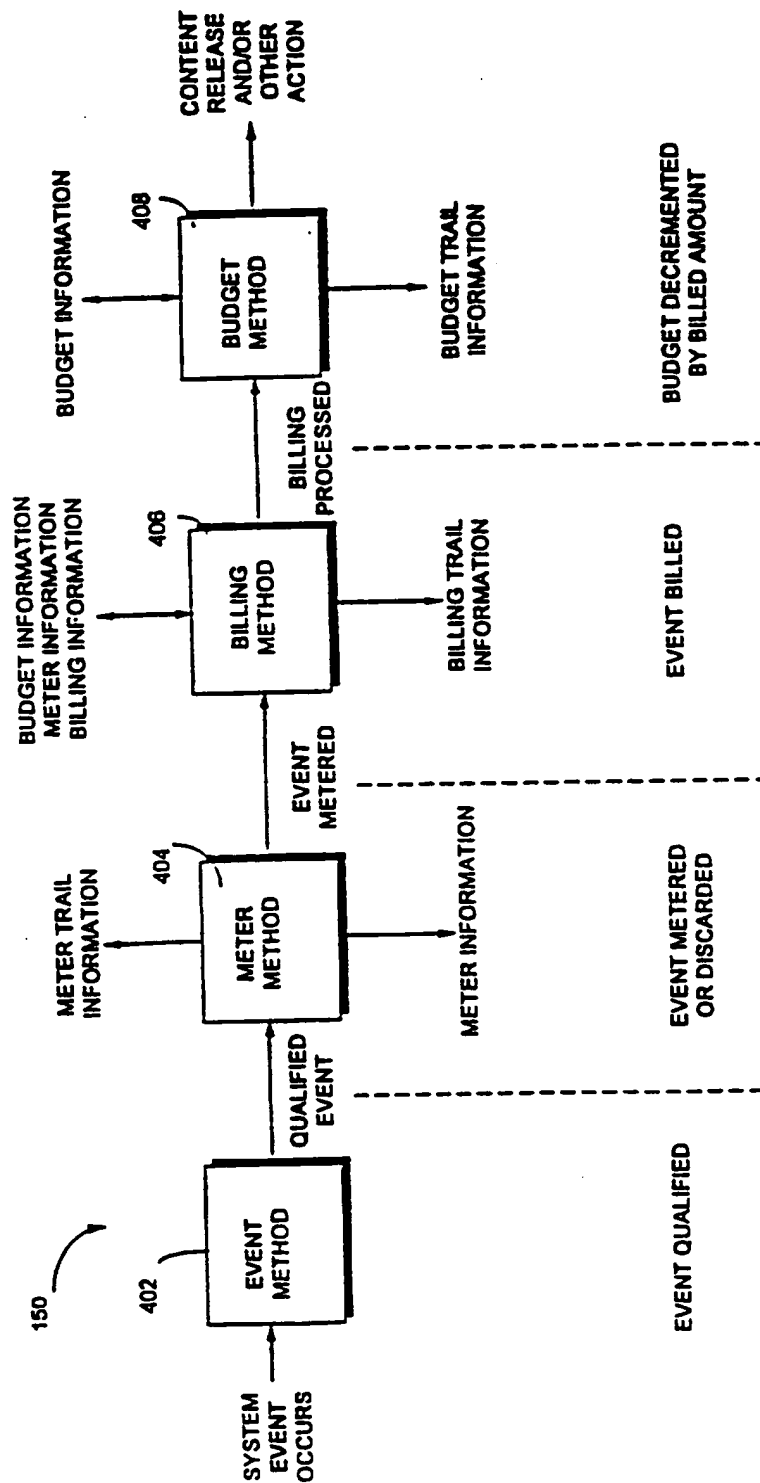 150
SYSTEM
EVENT
OCCURS
402
EVENT
METHOD
QUALIFIED
EVENT
METER TRAIL
INFORMATION
404
METER
METHOD
METER INFORMATION
EVENT
METERED
BUDGET INFORMATION
METER INFORMATION
BILLING INFORMATION
406
BILLING
METHOD
BILLING TRAIL
INFORMATION
BILLING
PROCESSED
BUDGET INFORMATION
408
BUDGET
METHOD
BUDGET TRAIL
INFORMATION
CONTENT
RELEASE
AND/OR
OTHER
ACTION
EVENT QUALIFIED
EVENT METERED
OR DISCARDED
EVENT BILLED
BUDGET DECREMENTED
BY BILLED AMOUNT